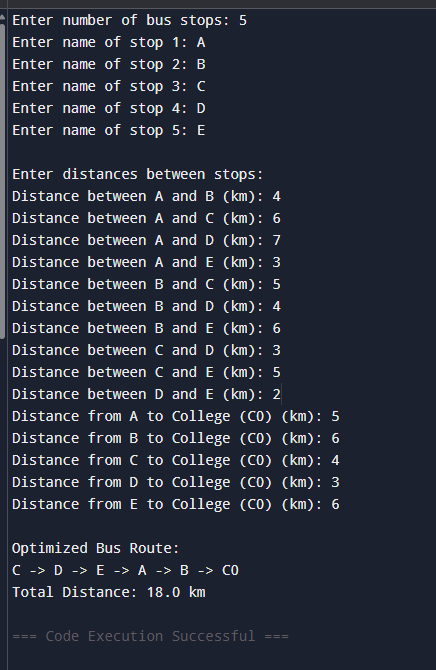 Enter number of bus stops: 5
Enter name of stop 1: A
Enter name of stop 2: B
Enter name of stop 3: C
Enter name of stop 4: D
Enter name of stop 5: E
Enter distances between stops:
Distance between A and B (km): 4
Distance between A and C (km): 6
Distance between A and D (km): 7
Distance between A and E (km): 3
Distance between B and C (km): 5
Distance between B and D (km): 4
Distance between B and E (km): 6
Distance between C and D (km): 3
Distance between C and E (km): 5
Distance between D and E (km): 2
Distance from A to College (C0) (km): 5
Distance from B to College (C0) (km): 6
Distance from C to College (C0) (km): 4
Distance from D to College (C0) (km): 3
Distance from E to College (C0) (km): 6
Optimized Bus Route:
C -> D -> E -> A -> B -> C0
Total Distance: 18.0 km
=== Code Execution Successful ===